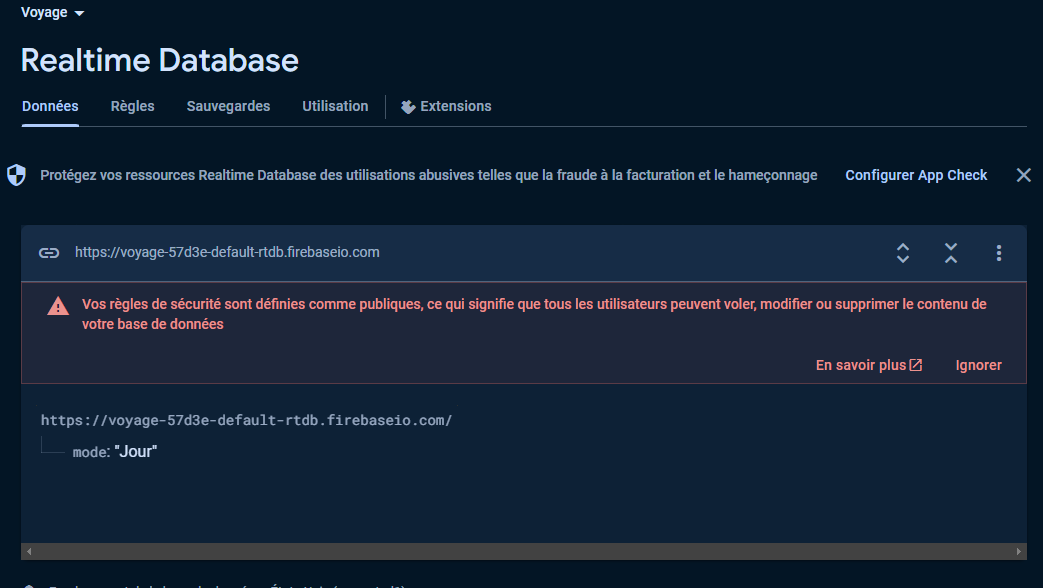 Voyage
Realtime Database
Données Règles Sauvegardes Utilisation Extensions
Protégez vos ressources Realtime Database des utilisations abusives telles que la fraude à la facturation et le hameçonnage Configurer App Check
https://voyage-57d3e-default-rtdb.firebaseio.com
Vos règles de sécurité sont définies comme publiques, ce qui signifie que tous les utilisateurs peuvent voler, modifier ou supprimer le contenu de
votre base de données
En savoir plus Ignorer
https://voyage-57d3e-default-rtdb.firebaseio.com/
mode: "Jour"